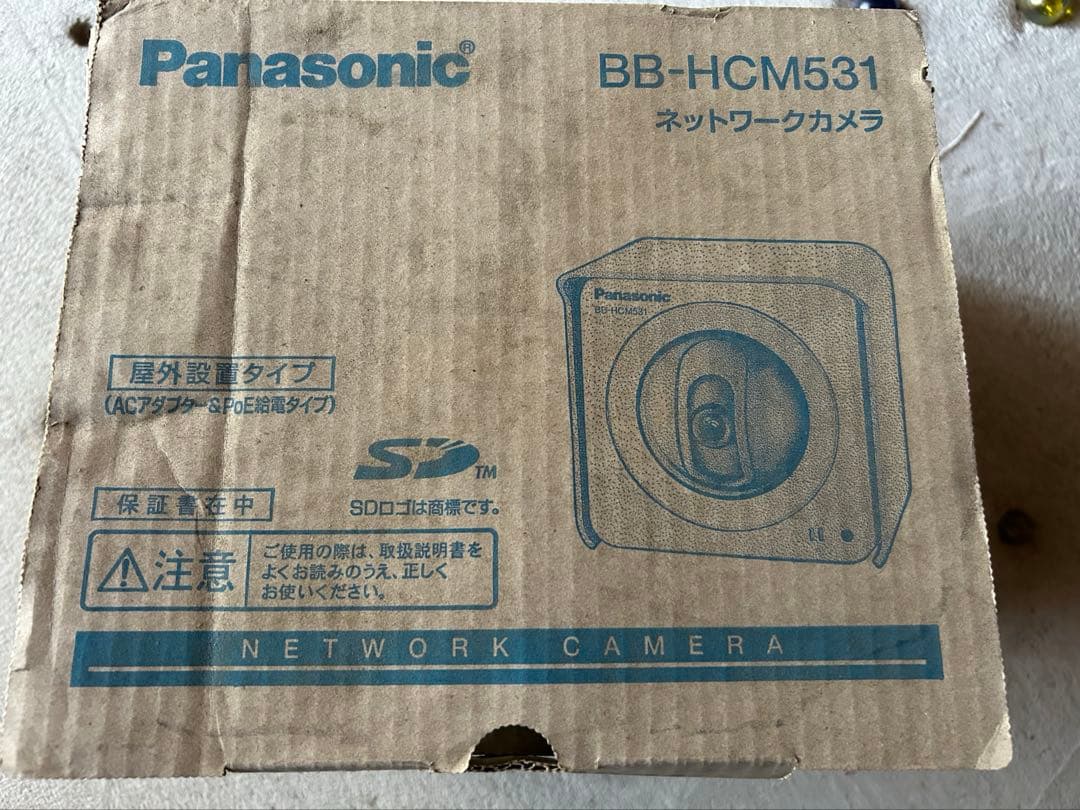 Panasonic®
BB-HCM531
ネットワークカメラ
Panasonic
BB-HCM531
屋外設置タイプ
(ACアダプター&PoE給電タイプ)
SD TM
SDロゴは商標です。
保証書在中
注意
ご使用の際は、取扱説明書を
よくお読みのうえ、正しく
お使いください。
NETWORK CAMERA